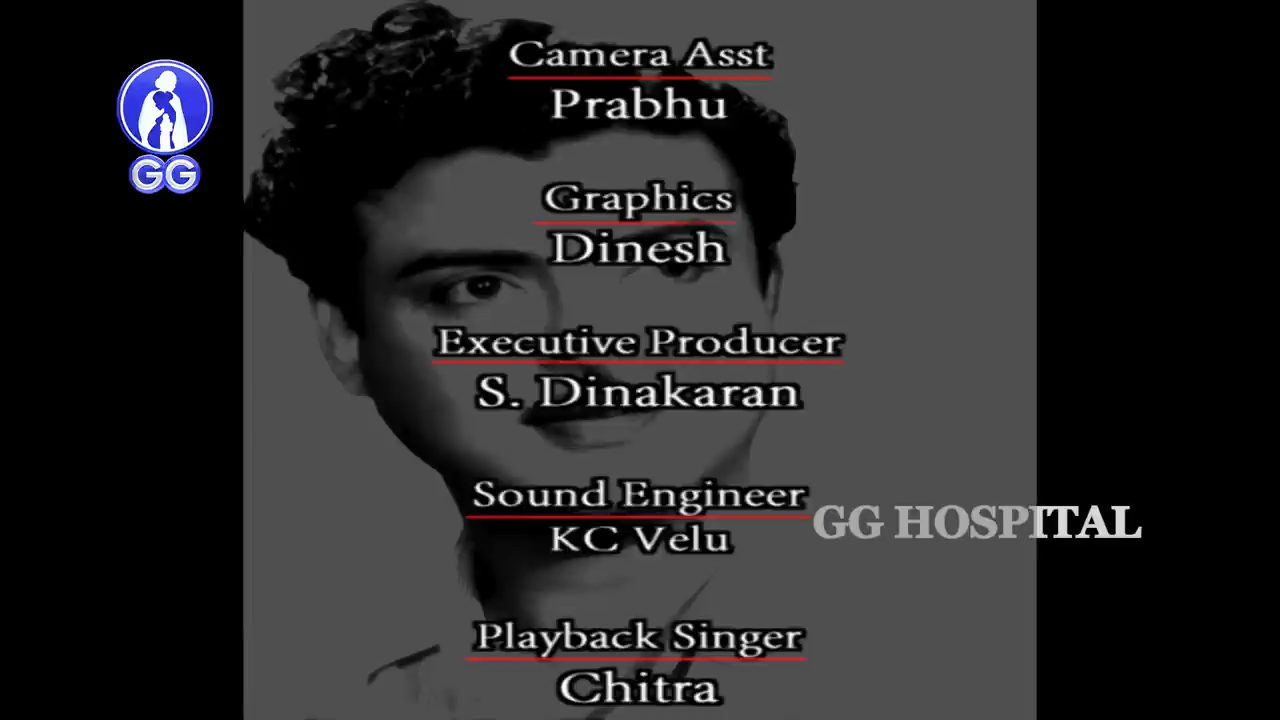 GG
Camera Asst
Prabhu
Graphics
Dinesh
Executive Producer
S. Dinakaran
Sound Engineer
KC Velu
GG HOSPITAL
Playback Singer
Chitra